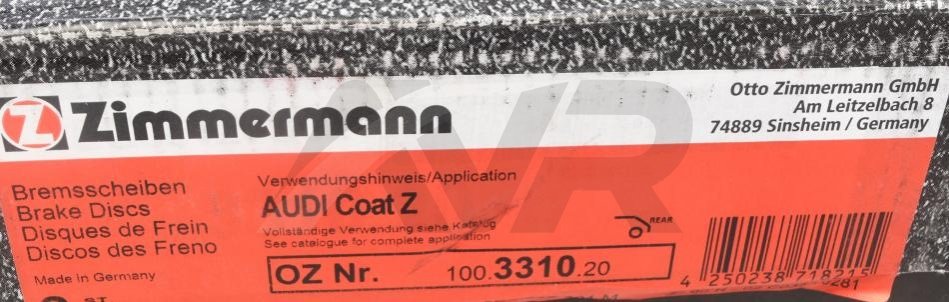 Zimmermann
Otto Zimmermann GmbH
Am Leitzelbach 8
74889 Sinsheim / Germany
Bremsscheiben
Brake Discs
Disques de Frein
Discos des Freno
Made in Germany
Verwendungshinweis/Application
AUDI Coat Z
Vollständige Verwendung siehe Katalog
See catalogue for complete application
REAR
OZ Nr. 100.3310.20
4 250238 718215
AVR